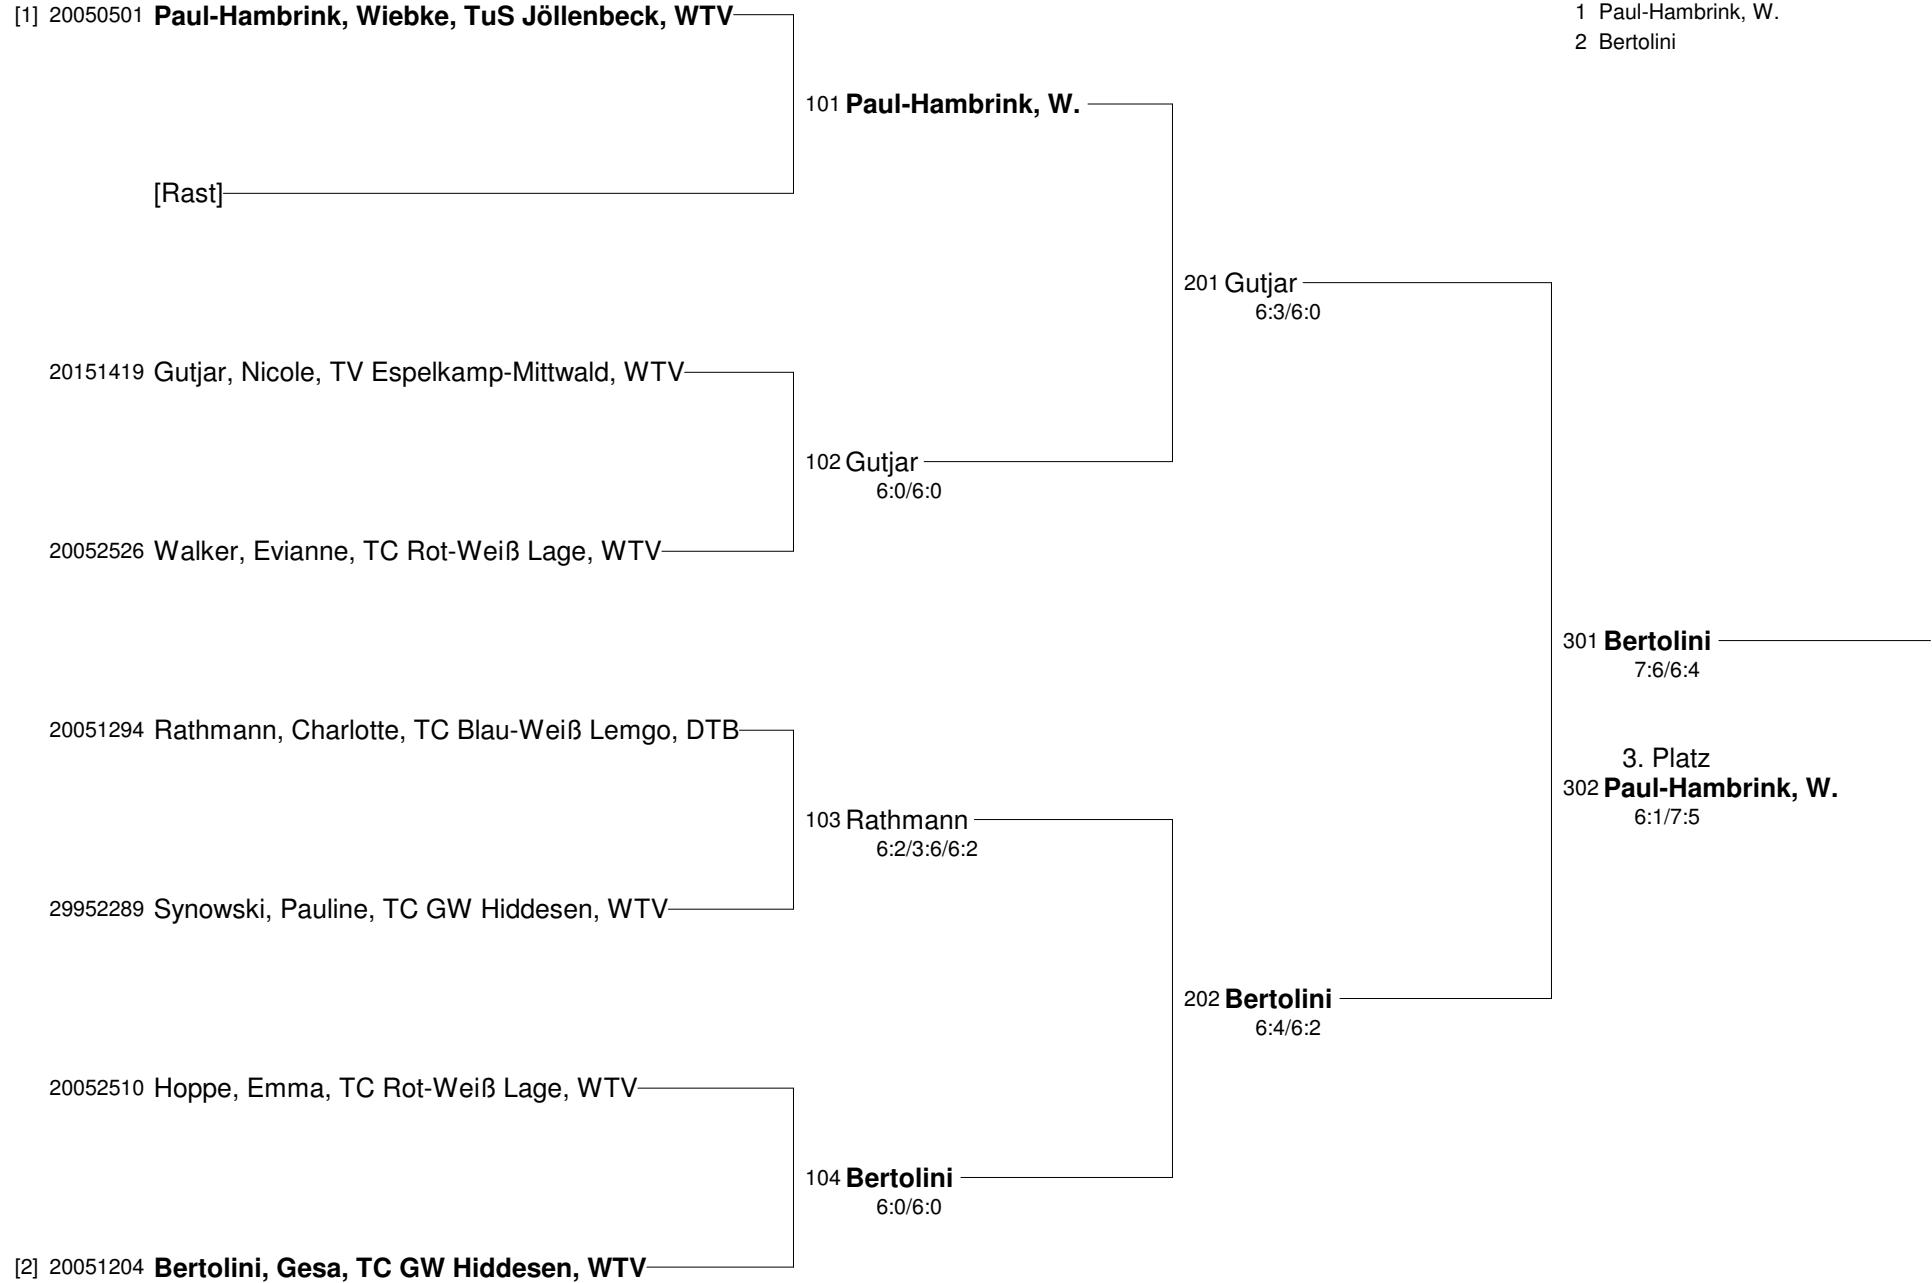 [1] 20050501 Paul-Hambrink, Wiebke, TuS Jöllenbeck, WTV
1 Paul-Hambrink, W.
2 Bertolini
101 Paul-Hambrink, W.
[Rast]
201 Gutjar
6:3/6:0
20151419 Gutjar, Nicole, TV Espelkamp-Mittwald, WTV
102 Gutjar
6:0/6:0
20052526 Walker, Evianne, TC Rot-Weiß Lage, WTV
301 Bertolini
7:6/6:4
20051294 Rathmann, Charlotte, TC Blau-Weiß Lemgo, DTB
3. Platz
302 Paul-Hambrink, W.
6:1/7:5
103 Rathmann
6:2/3:6/6:2
29952289 Synowski, Pauline, TC GW Hiddesen, WTV
202 Bertolini
6:4/6:2
20052510 Hoppe, Emma, TC Rot-Weiß Lage, WTV
104 Bertolini
6:0/6:0
[2] 20051204 Bertolini, Gesa, TC GW Hiddesen, WTV